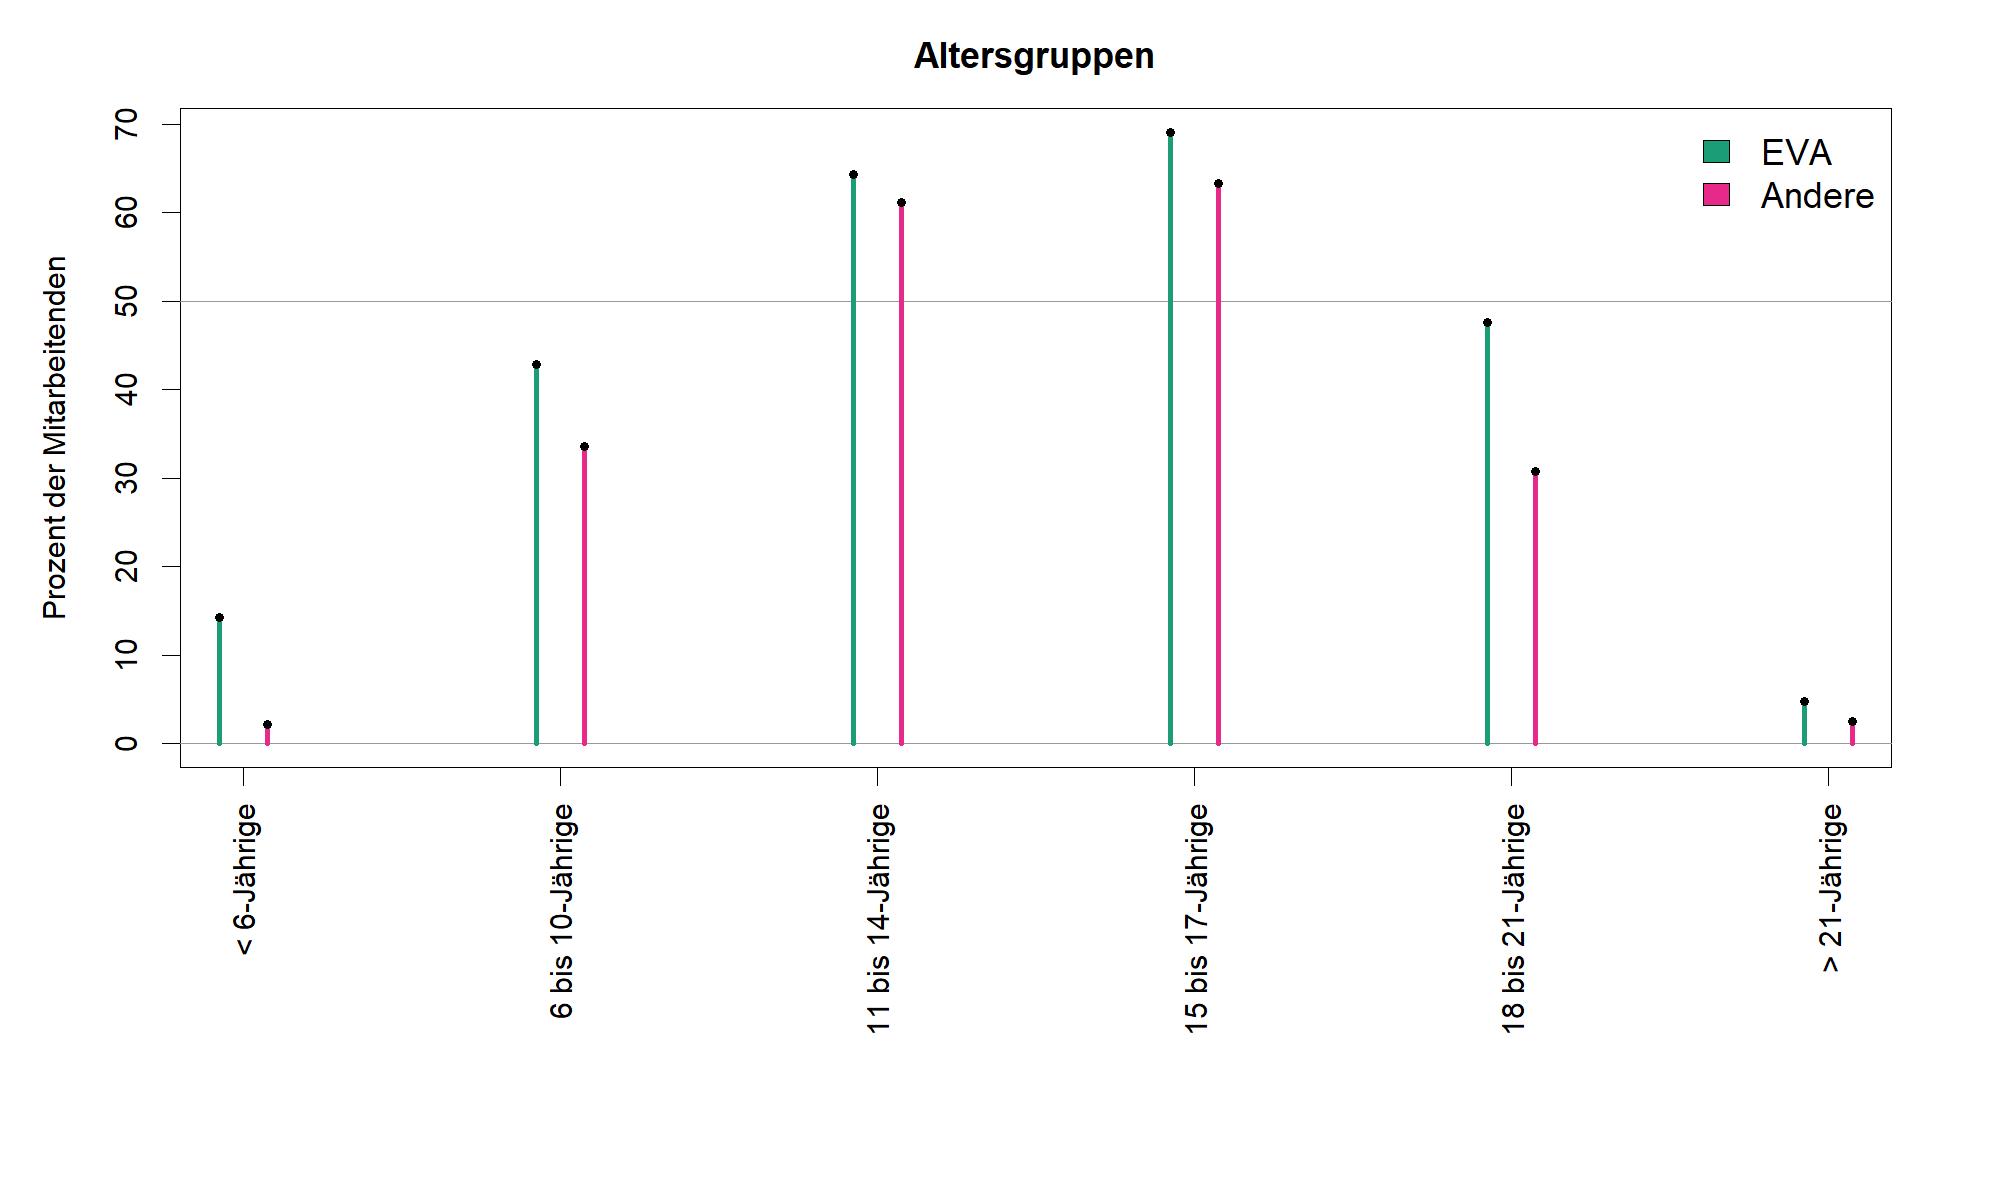 Altersgruppen
EVA
Andere
Prozent der Mitarbeitenden
70
60
50
40
30
20
10
0
< 6-Jährige
6 bis 10-Jährige
11 bis 14-Jährige
15 bis 17-Jährige
18 bis 21-Jährige
> 21-Jährige